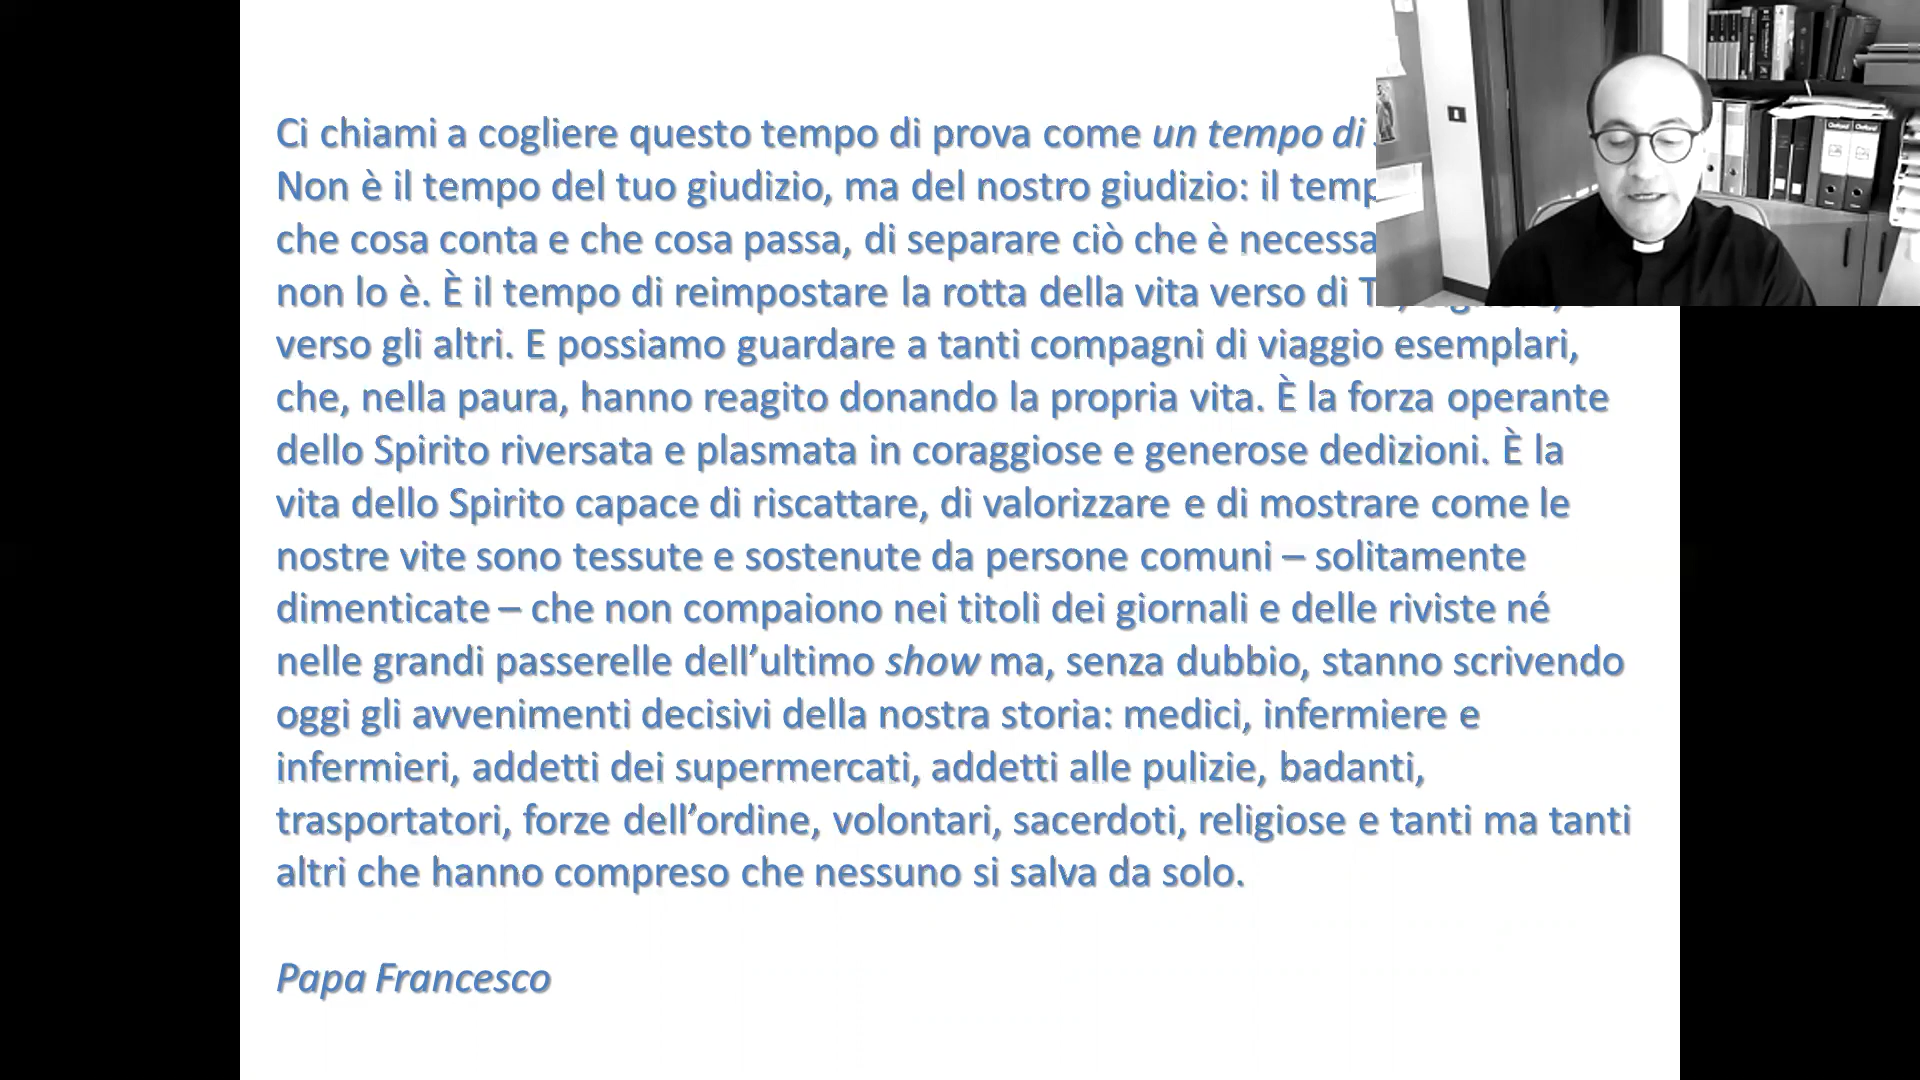 Ci chiami a cogliere questo tempo di prova come un tempo di
Non è il tempo del tuo giudizio, ma del nostro giudizio: il temp
che cosa conta e che cosa passa, di separare ciò che è necessa
non lo è. È il tempo di reimpostare la rotta della vita verso di
verso gli altri. E possiamo guardare a tanti compagni di viaggio esemplari,
che, nella paura, hanno reagito donando la propria vita. È la forza operante
dello Spirito riversata e plasmata in coraggiose e generose dedizioni. È la
vita dello Spirito capace di riscattare, di valorizzare e di mostrare come le
nostre vite sono tessute e sostenute da persone comuni – solitamente
dimenticate – che non compaiono nei titoli dei giornali e delle riviste né
nelle grandi passerelle dell’ultimo show ma, senza dubbio, stanno scrivendo
oggi gli avvenimenti decisivi della nostra storia: medici, infermiere e
infermieri, addetti dei supermercati, addetti alle pulizie, badanti,
trasportatori, forze dell’ordine, volontari, sacerdoti, religiose e tanti ma tanti
altri che hanno compreso che nessuno si salva da solo.
Papa Francesco